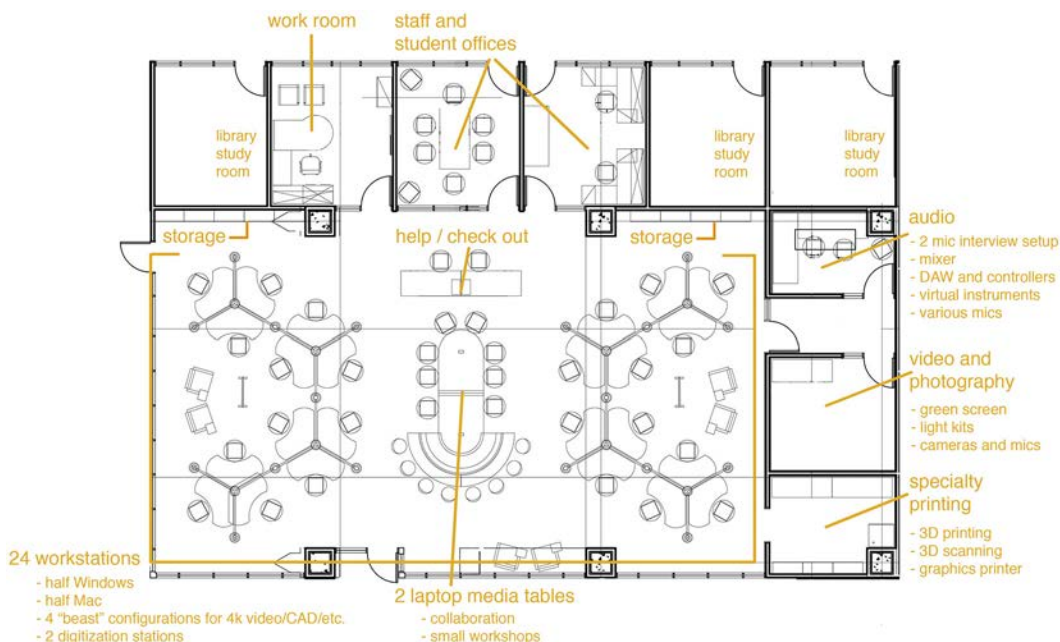 work room
staff and
student offices
library
study
room
library
study
room
library
study
room
storage
help / check out
storage
audio
- 2 mic interview setup
- mixer
- DAW and controllers
- virtual instruments
- various mics
video and
photography
- green screen
- light kits
- cameras and mics
specialty
printing
- 3D printing
- 3D scanning
- graphics printer
24 workstations
- half Windows
- half Mac
- 4 “beast” configurations for 4k video/CAD/etc.
- 2 digitization stations
2 laptop media tables
- collaboration
- small workshops